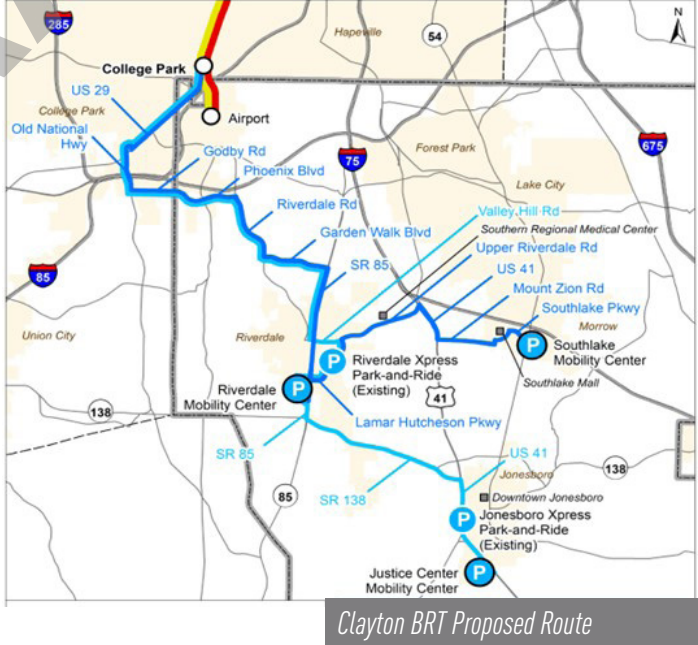 285
Hapeville
54
N
College Park
US 29
College Park
Airport
Old National
Hwy
Godby Rd
75
Forest Park
675
Phoenix Blvd
Lake City
Riverdale Rd
Valley Hill Rd
Southern Regional Medical Center
Garden Walk Blvd
Upper Riverdale Rd
SR 85
US 41
85
Mount Zion Rd
Southlake Pkwy
Union City
Riverdale
Morrow
P
Southlake
Mobility Center
P
Riverdale Xpress
Park-and-Ride
(Existing)
Southlake Mall
P
Riverdale
Mobility Center
41
138
Lamar Hutcheson Pkwy
SR 85
US 41
138
Jonesboro
85
SR 138
Downtown Jonesboro
P
Jonesboro Xpress
Park-and-Ride
(Existing)
Justice Center
Mobility Center
P
Clayton BRT Proposed Route